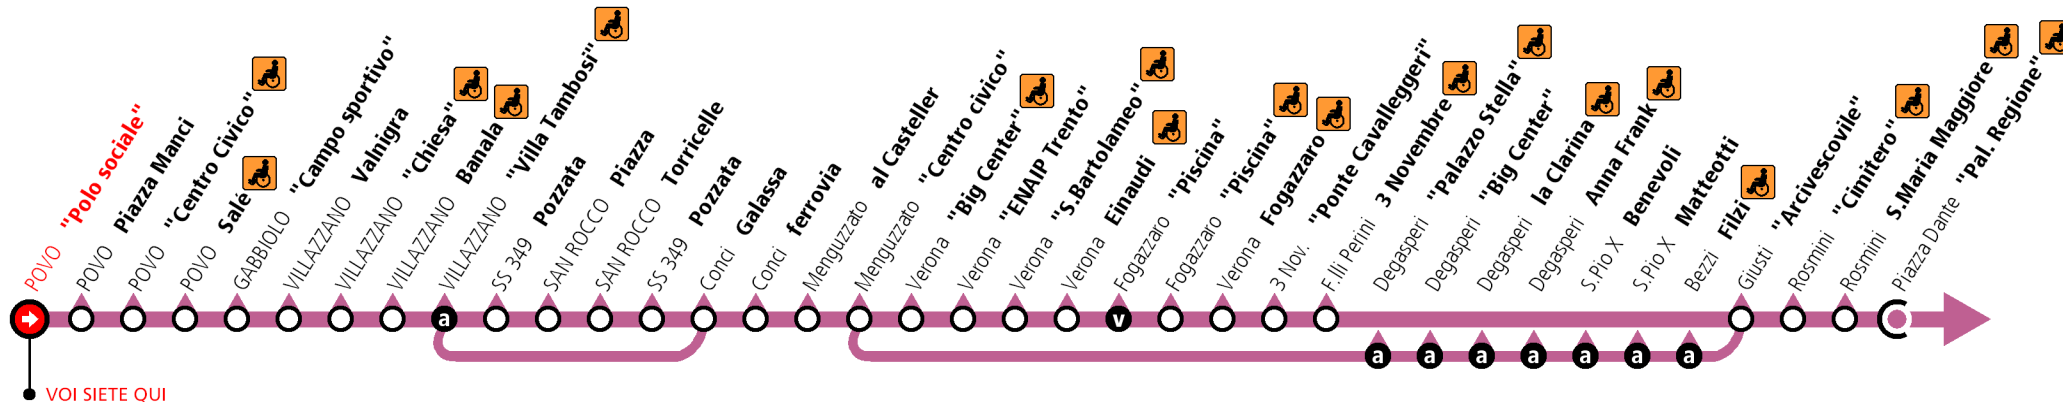 POVO "Polo sociale"
POVO Piazza Manci
POVO "Centro Civico"
POVO Salé
GABBIOLO "Campo sportivo"
VILLAZZANO Valnigra
VILLAZZANO "Chiesa"
VILLAZZANO Banala
VILLAZZANO "Villa Tambosi"
SS 349 Pozzata
SAN ROCCO Piazza
SAN ROCCO Torricelle
SS 349 Pozzata
Conci Galassa
Conci ferrovia
Menguzzato al Casteller
Menguzzato "Centro civico"
Verona "Big Center"
Verona "ENAIP Trento"
Verona "S.Bartolameo"
Verona Einaudi
Fogazzaro "Piscina"
Fogazzaro "Piscina"
Verona Fogazzaro
3 Nov. "Ponte Cavalleggeri"
F.lli Perini 3 Novembre
Degasperi "Palazzo Stella"
Degasperi "Big Center"
Degasperi la Clarina
Degasperi Anna Frank
S.Pio X Benevoli
S.Pio X Matteotti
Bezzi Filzi
Giusti "Arcivescovile"
Rosmini "Cimitero"
Rosmini S.Maria Maggiore
Piazza Dante "Pal. Regione"
a
v
a a a a a a a
VOI SIETE QUI